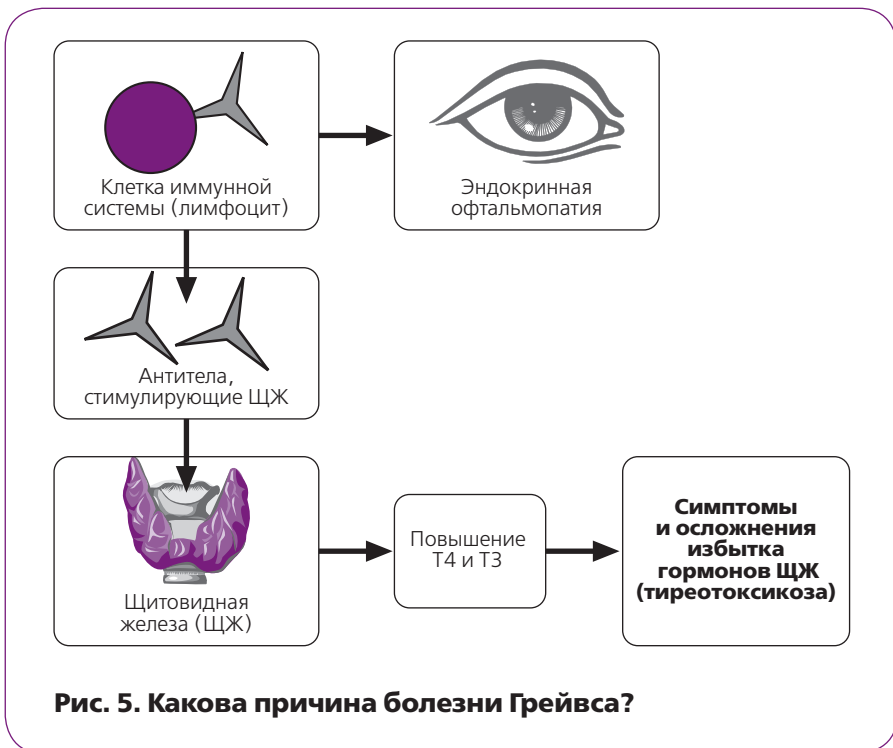 Клетка иммунной
системы (лимфоцит)
Эндокринная
офтальмопатия
Антитела,
стимулирующие ЩЖ
Щитовидная
железа (ЩЖ)
Повышение
Т4 и Т3
Симптомы
и осложнения
избытка
гормонов ЩЖ
(тиреотоксикоза)
Рис. 5. Какова причина болезни Грейвса?